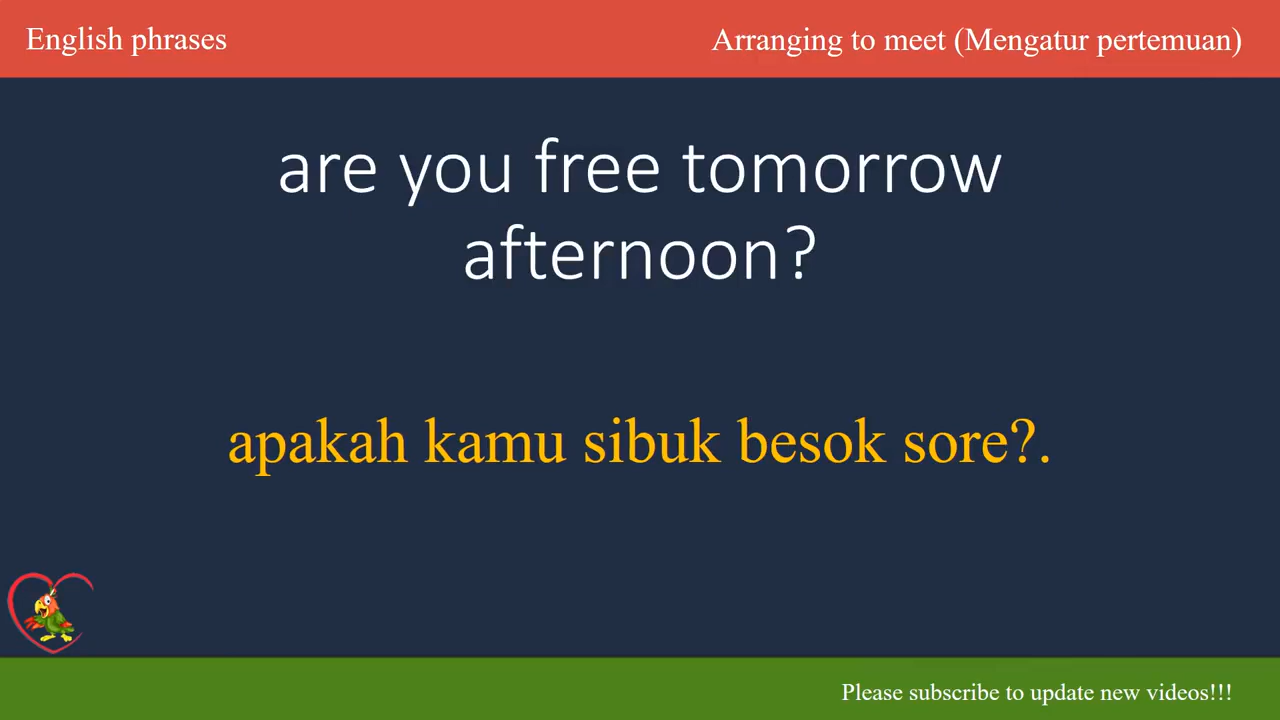 English phrases
Arranging to meet (Mengatur pertemuan)
are you free tomorrow
afternoon?
apakah kamu sibuk besok sore?.
Please subscribe to update new videos!!!